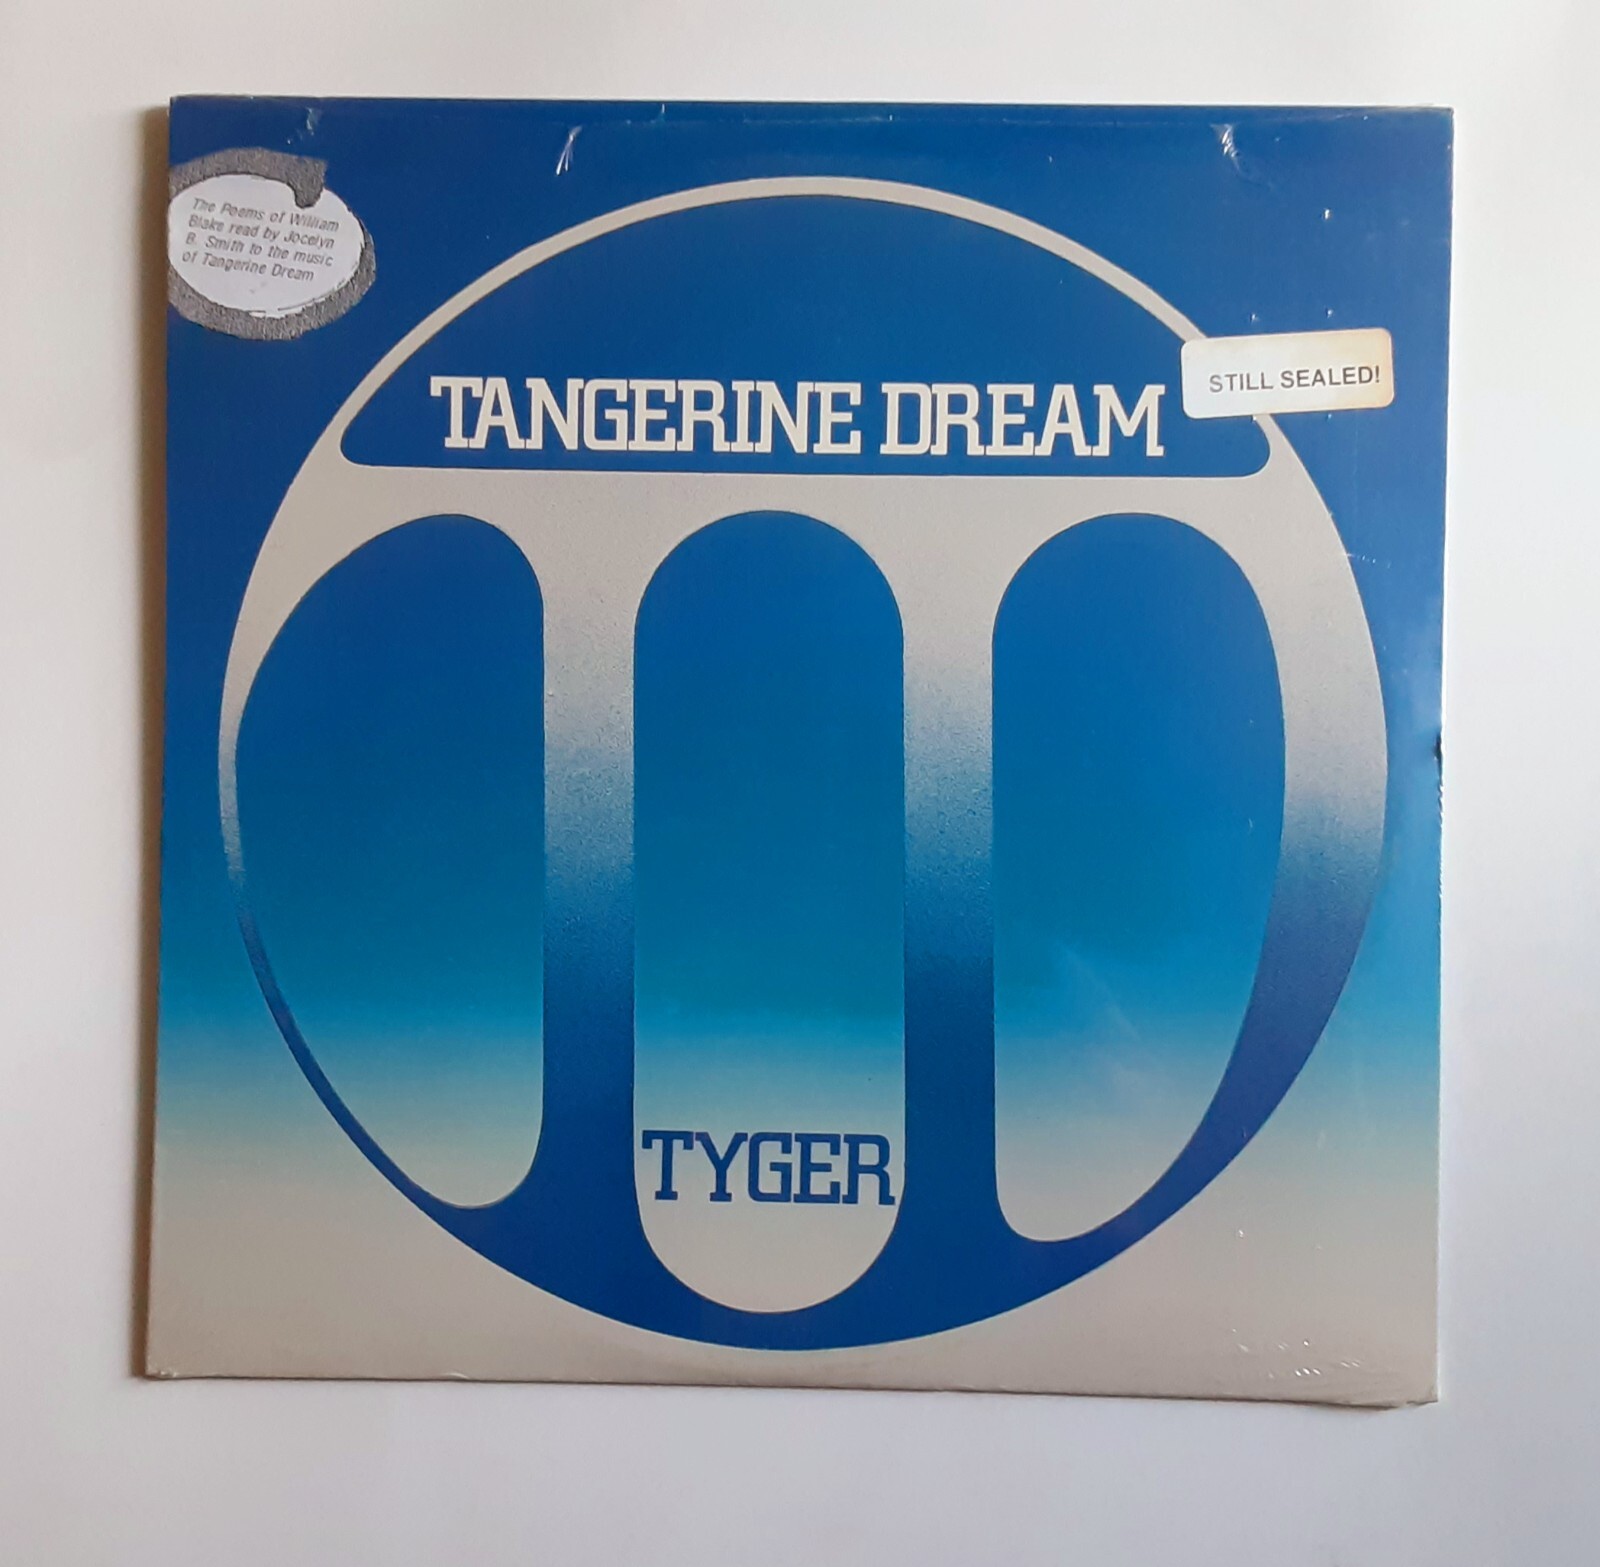 The Poems of William
Blake read by Jocelyn
B. Smith to the music
of Tangerine Dream
TANGERINE DREAM
STILL SEALED!
TYGER